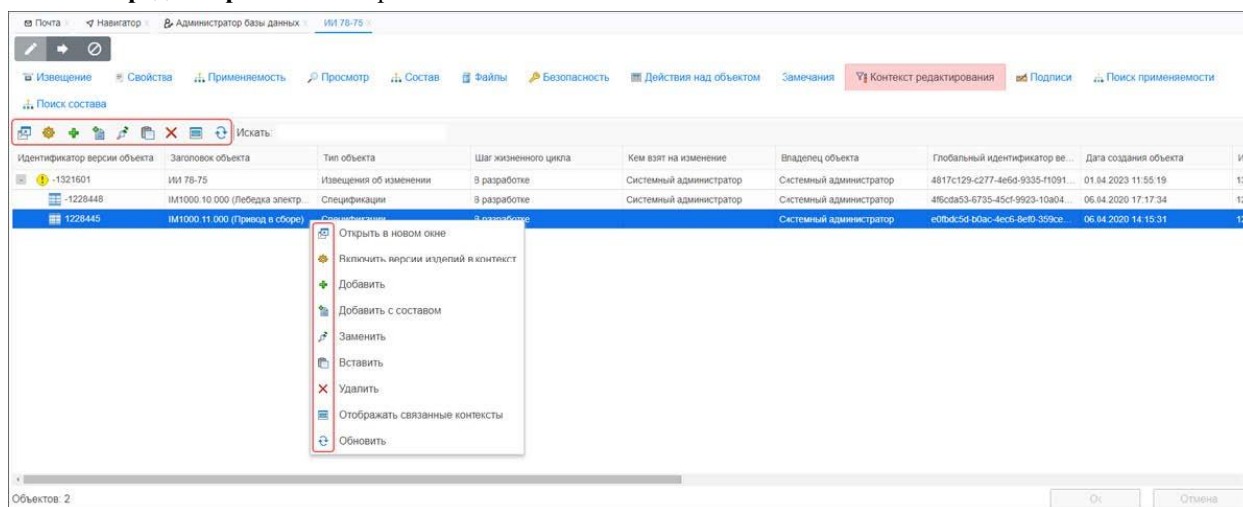 Почта Навигатор Администратор базы данных ИИ 78-75
Извещение Свойства Применяемость Просмотр Состав Файлы Безопасность Действия над объектом Замечания Контекст редактирования Подписи Поиск применяемости
Поиск состава
Искать:
Идентификатор версии объекта Заголовок объекта Тип объекта Шаг жизненного цикла Кем взят на изменение Владелец объекта Глобальный идентификатор ве... Дата создания объекта
-1321601 ИИ 78-75 Извещения об изменении В разработке Системный администратор Системный администратор 4817c129-c277-4e6d-9335-f1091... 01.04.2023 11:55:19
-1228448 IM1000.10.000 (Лебедка электр... Спецификации В разработке Системный администратор Системный администратор 4f6cda53-6735-45cf-9923-10a04... 06.04.2020 17:17:34
1228445 IM1000.11.000 (Привод в сборе) Спецификации В разработке Системный администратор e0fbdc5d-b0ac-4ec6-8ef0-359ce... 06.04.2020 14:15:31
Открыть в новом окне
Включить версии изделий в контекст
Добавить
Добавить с составом
Заменить
Вставить
Удалить
Отображать связанные контексты
Обновить
Объектов: 2 Отмена